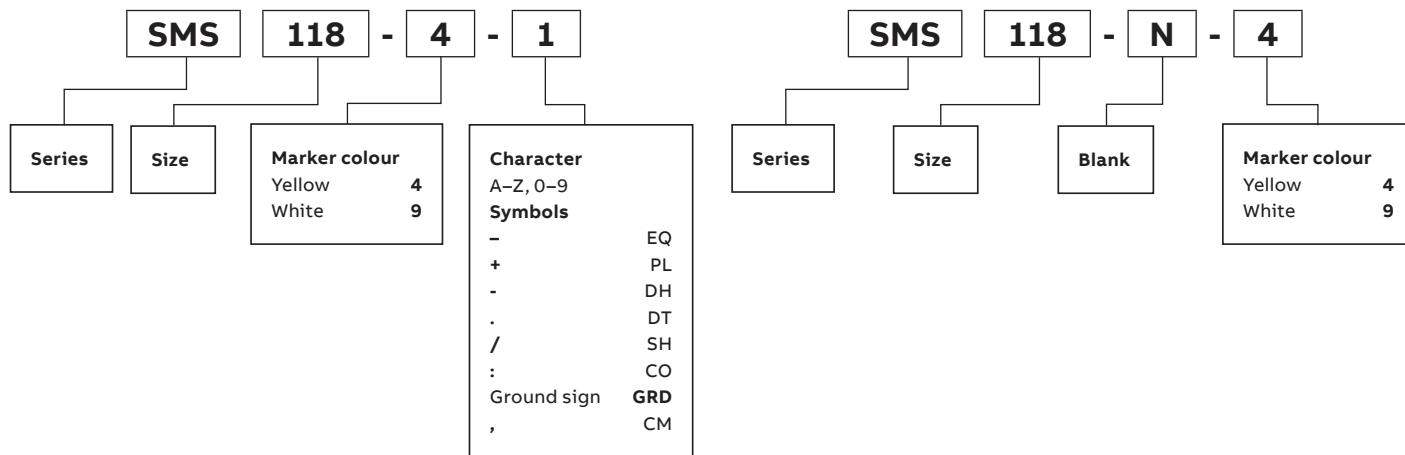 SMS 118 - 4 - 1
Series
Size
Marker colour
Yellow 4
White 9
Character
A–Z, 0–9
Symbols
– EQ
+ PL
- DH
. DT
/ SH
: CO
Ground sign GRD
, CM
SMS 118 - N - 4
Series
Size
Blank
Marker colour
Yellow 4
White 9